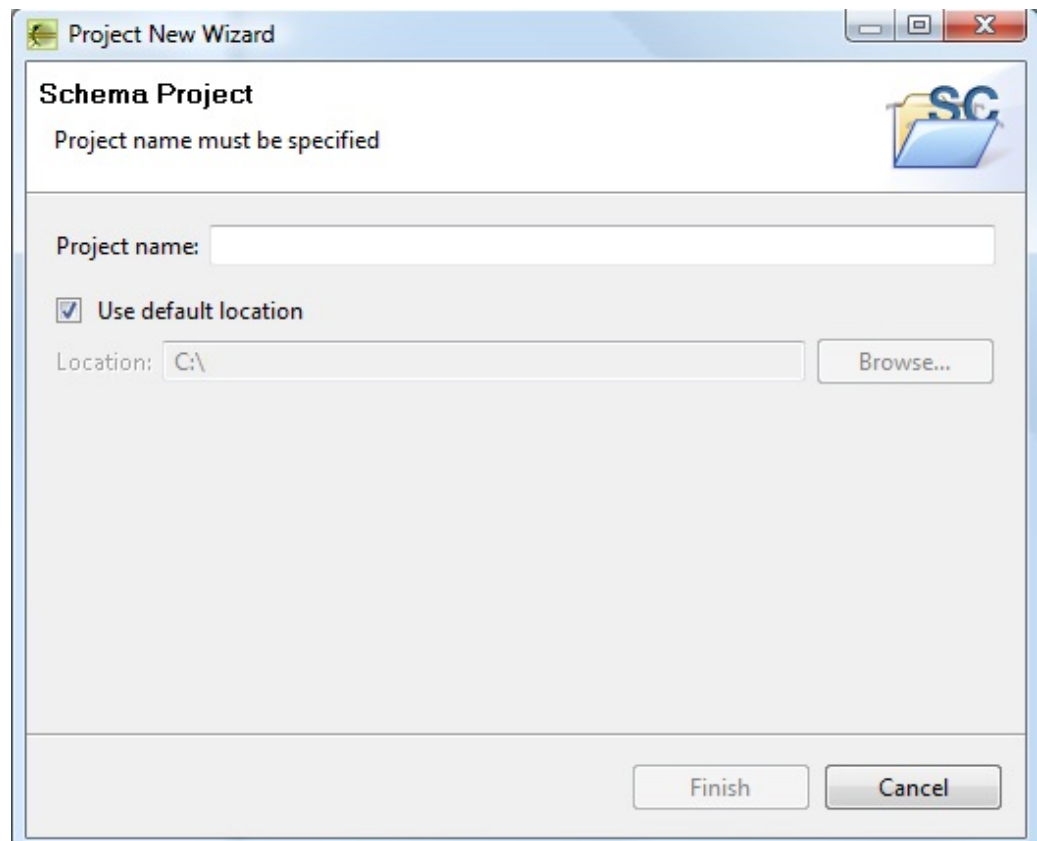 Project New Wizard
Schema Project
SC
Project name must be specified
Project name:
Use default location
Location: C:\ Browse...
Finish Cancel